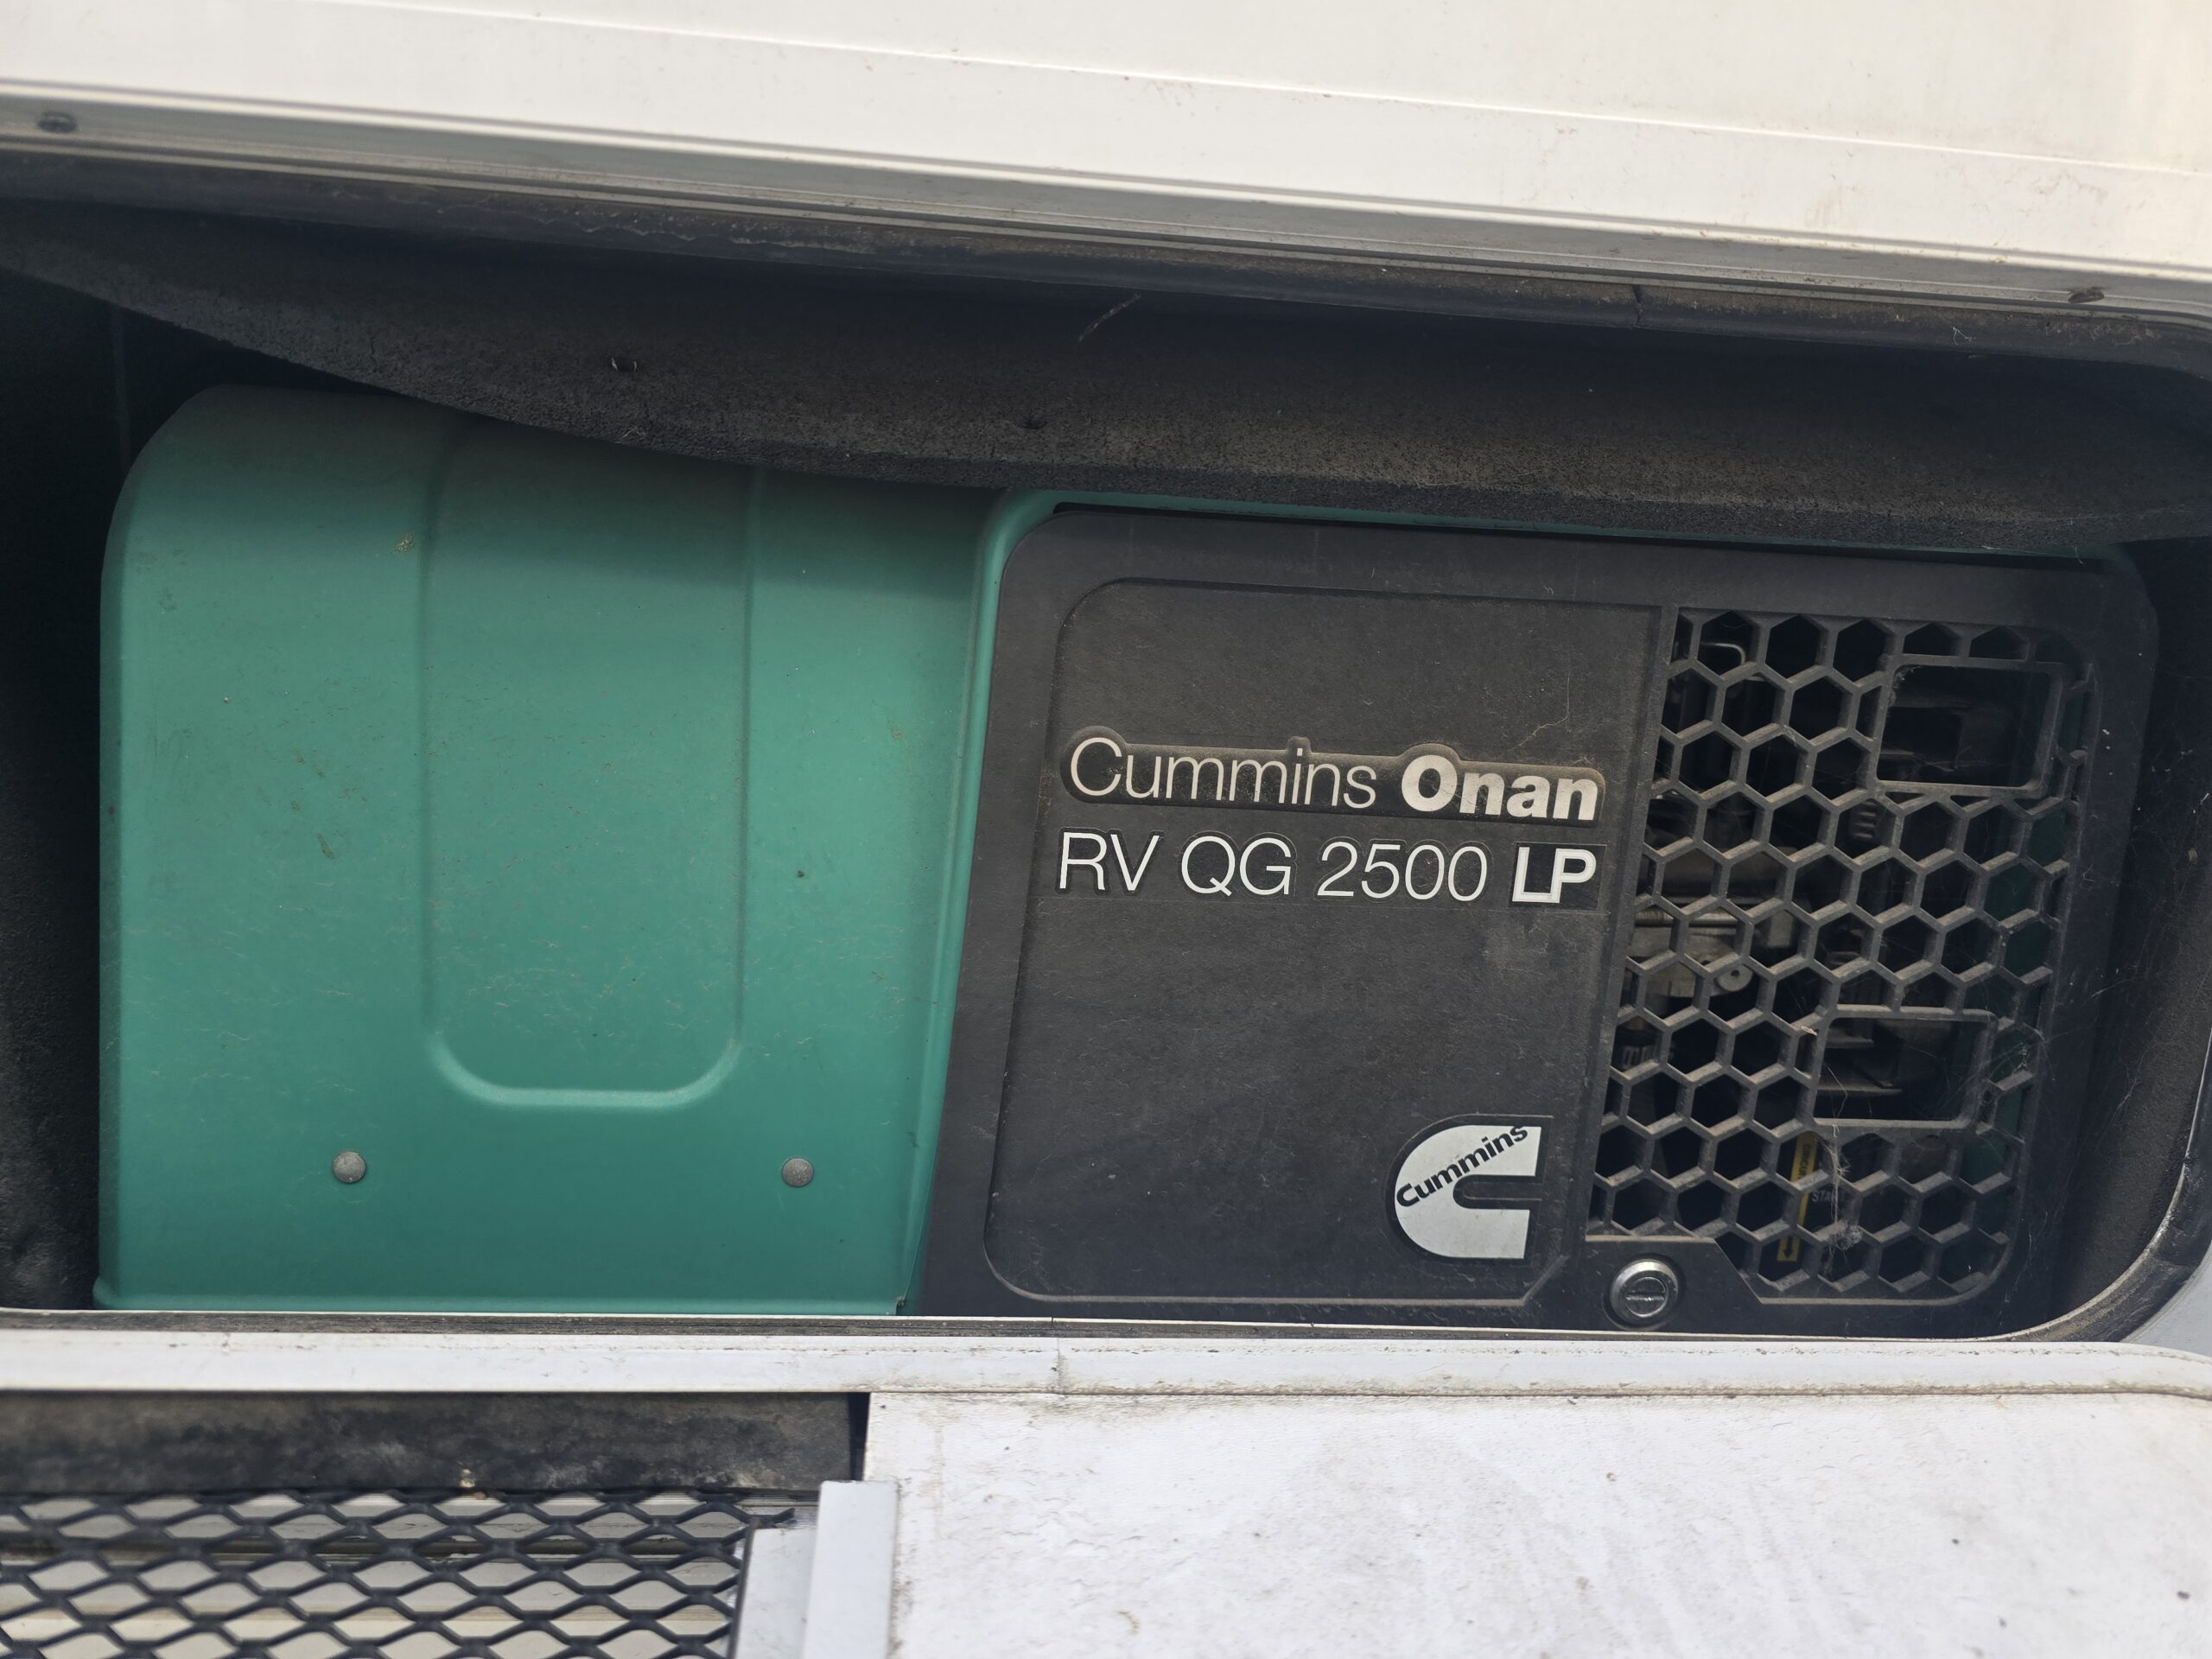 Cummins Onan
RV QG 2500 LP
Cummins